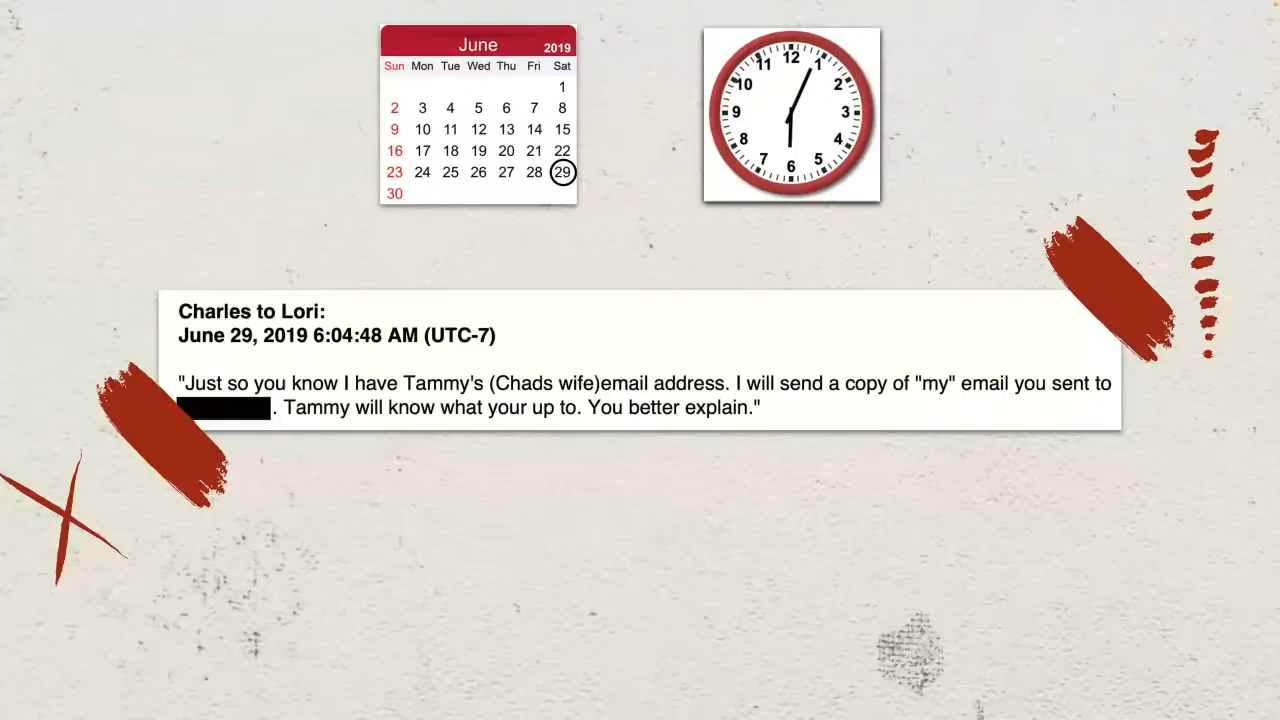 June 2019
Sun Mon Tue Wed Thu Fri Sat
1
2 3 4 5 6 7 8
9 10 11 12 13 14 15
16 17 18 19 20 21 22
23 24 25 26 27 28 29
30
12
11 1
10 2
9 3
8 4
7 5
6
Charles to Lori:
June 29, 2019 6:04:48 AM (UTC-7)
"Just so you know I have Tammy's (Chads wife)email address. I will send a copy of "my" email you sent to
. Tammy will know what your up to. You better explain."